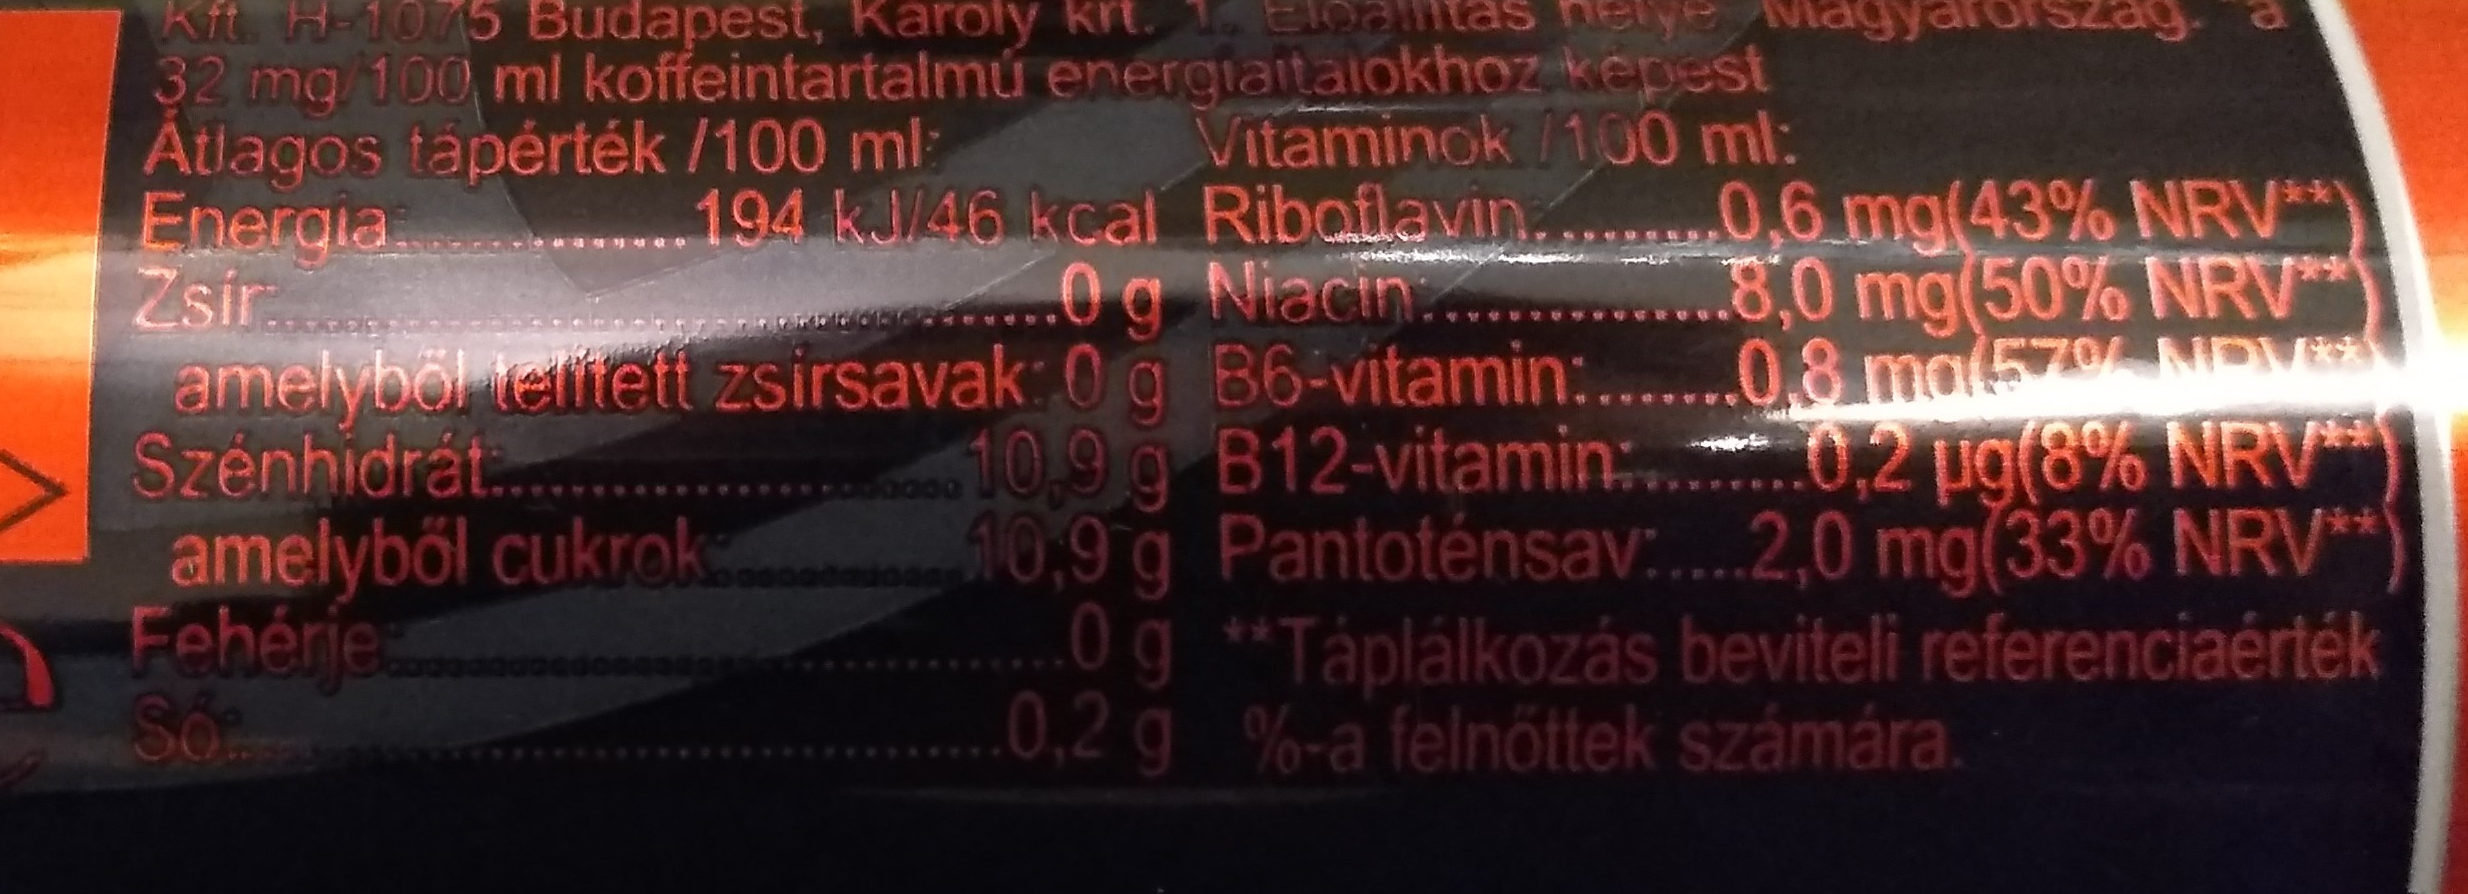 Kft. H-1075 Budapest, Károly krt. 1. Előállítás helye: Magyarország. *a
32 mg/100 ml koffeintartalmú energiaitalokhoz képest
Átlagos tápérték /100 ml:
Energia:.................194 kJ/46 kcal
Zsír:.................0 g
amelyből telített zsírsavak: 0 g
Szénhidrát:.................10,9 g
amelyből cukrok:.................10,9 g
Fehérje:.................0 g
Só:.................0,2 g
Vitaminok /100 ml:
Riboflavin:..........0,6 mg(43% NRV**)
Niacin:.................8,0 mg(50% NRV**)
B6-vitamin:........0,8 mg(57% NRV**)
B12-vitamin:..........0,2 µg(8% NRV**)
Pantoténsav:.....2,0 mg(33% NRV**)
**Táplálkozás beviteli referenciaérték
%-a felnőttek számára.